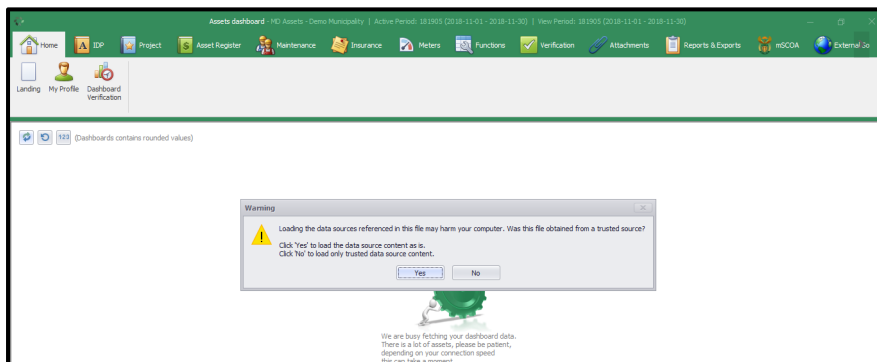 Assets dashboard - MD Assets - Demo Municipality | Active Period: 181905 (2018-11-01 - 2018-11-30) | View Period: 181905 (2018-11-01 - 2018-11-30)
Home IDP Project Asset Register Maintenance Insurance Meters Functions Verification Attachments Reports & Exports mSCOA
Landing My Profile Dashboard Verification
123 (Dashboards contains rounded values)
Warning
Loading the data sources referenced in this file may harm your computer. Was this file obtained from a trusted source?
Click 'Yes' to load the data source content as is.
Click 'No' to load only trusted data source content.
Yes No
We are busy fetching your dashboard data.
There is a lot of assets, please be patient,
depending on your connection speed
this can take a moment